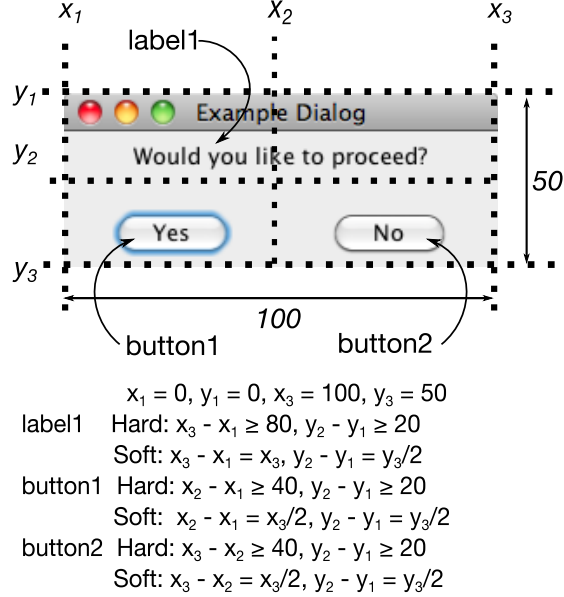 x₁ x₂ x₃
label1
y₁
Example Dialog
y₂
Would you like to proceed?
50
Yes No
y₃
100
button1 button2
x₁ = 0, y₁ = 0, x₃ = 100, y₃ = 50
label1 Hard: x₃ - x₁ ≥ 80, y₂ - y₁ ≥ 20
Soft: x₃ - x₁ = x₃, y₂ - y₁ = y₃/2
button1 Hard: x₂ - x₁ ≥ 40, y₂ - y₁ ≥ 20
Soft: x₂ - x₁ = x₃/2, y₂ - y₁ = y₃/2
button2 Hard: x₃ - x₂ ≥ 40, y₂ - y₁ ≥ 20
Soft: x₃ - x₂ = x₃/2, y₂ - y₁ = y₃/2